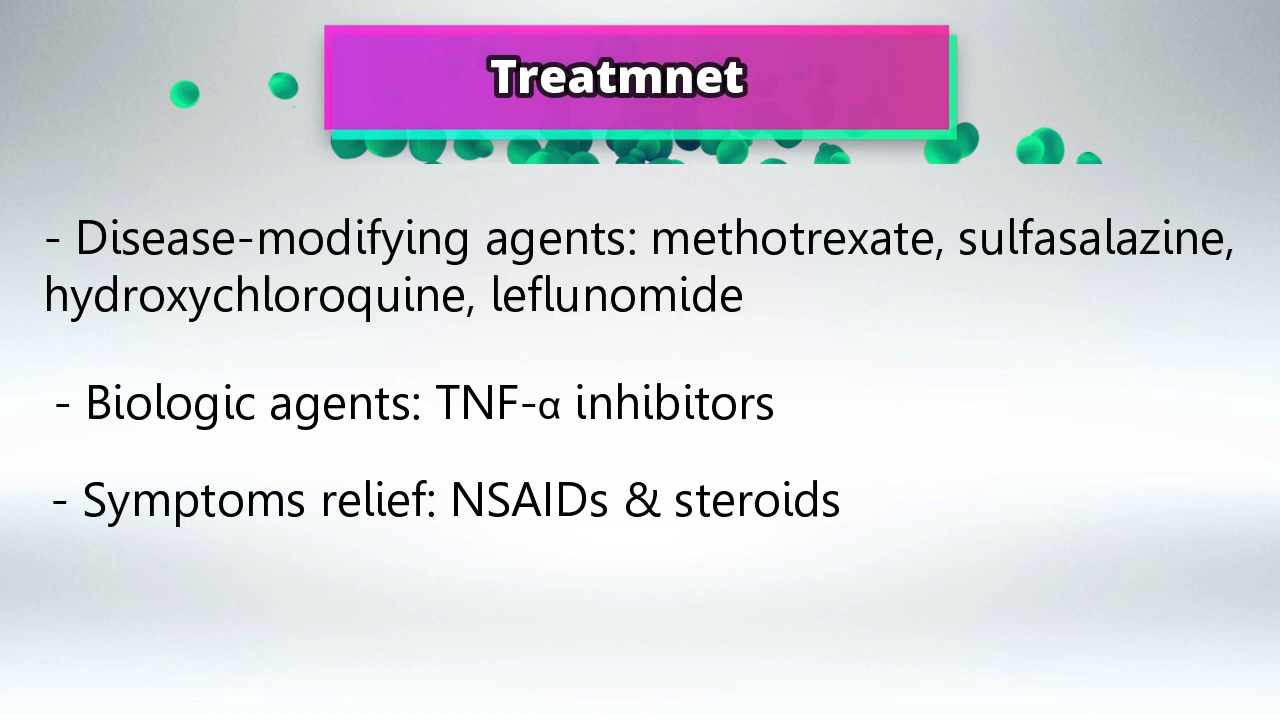 Treatmnet
- Disease-modifying agents: methotrexate, sulfasalazine,
hydroxychloroquine, leflunomide
- Biologic agents: TNF-α inhibitors
- Symptoms relief: NSAIDs & steroids